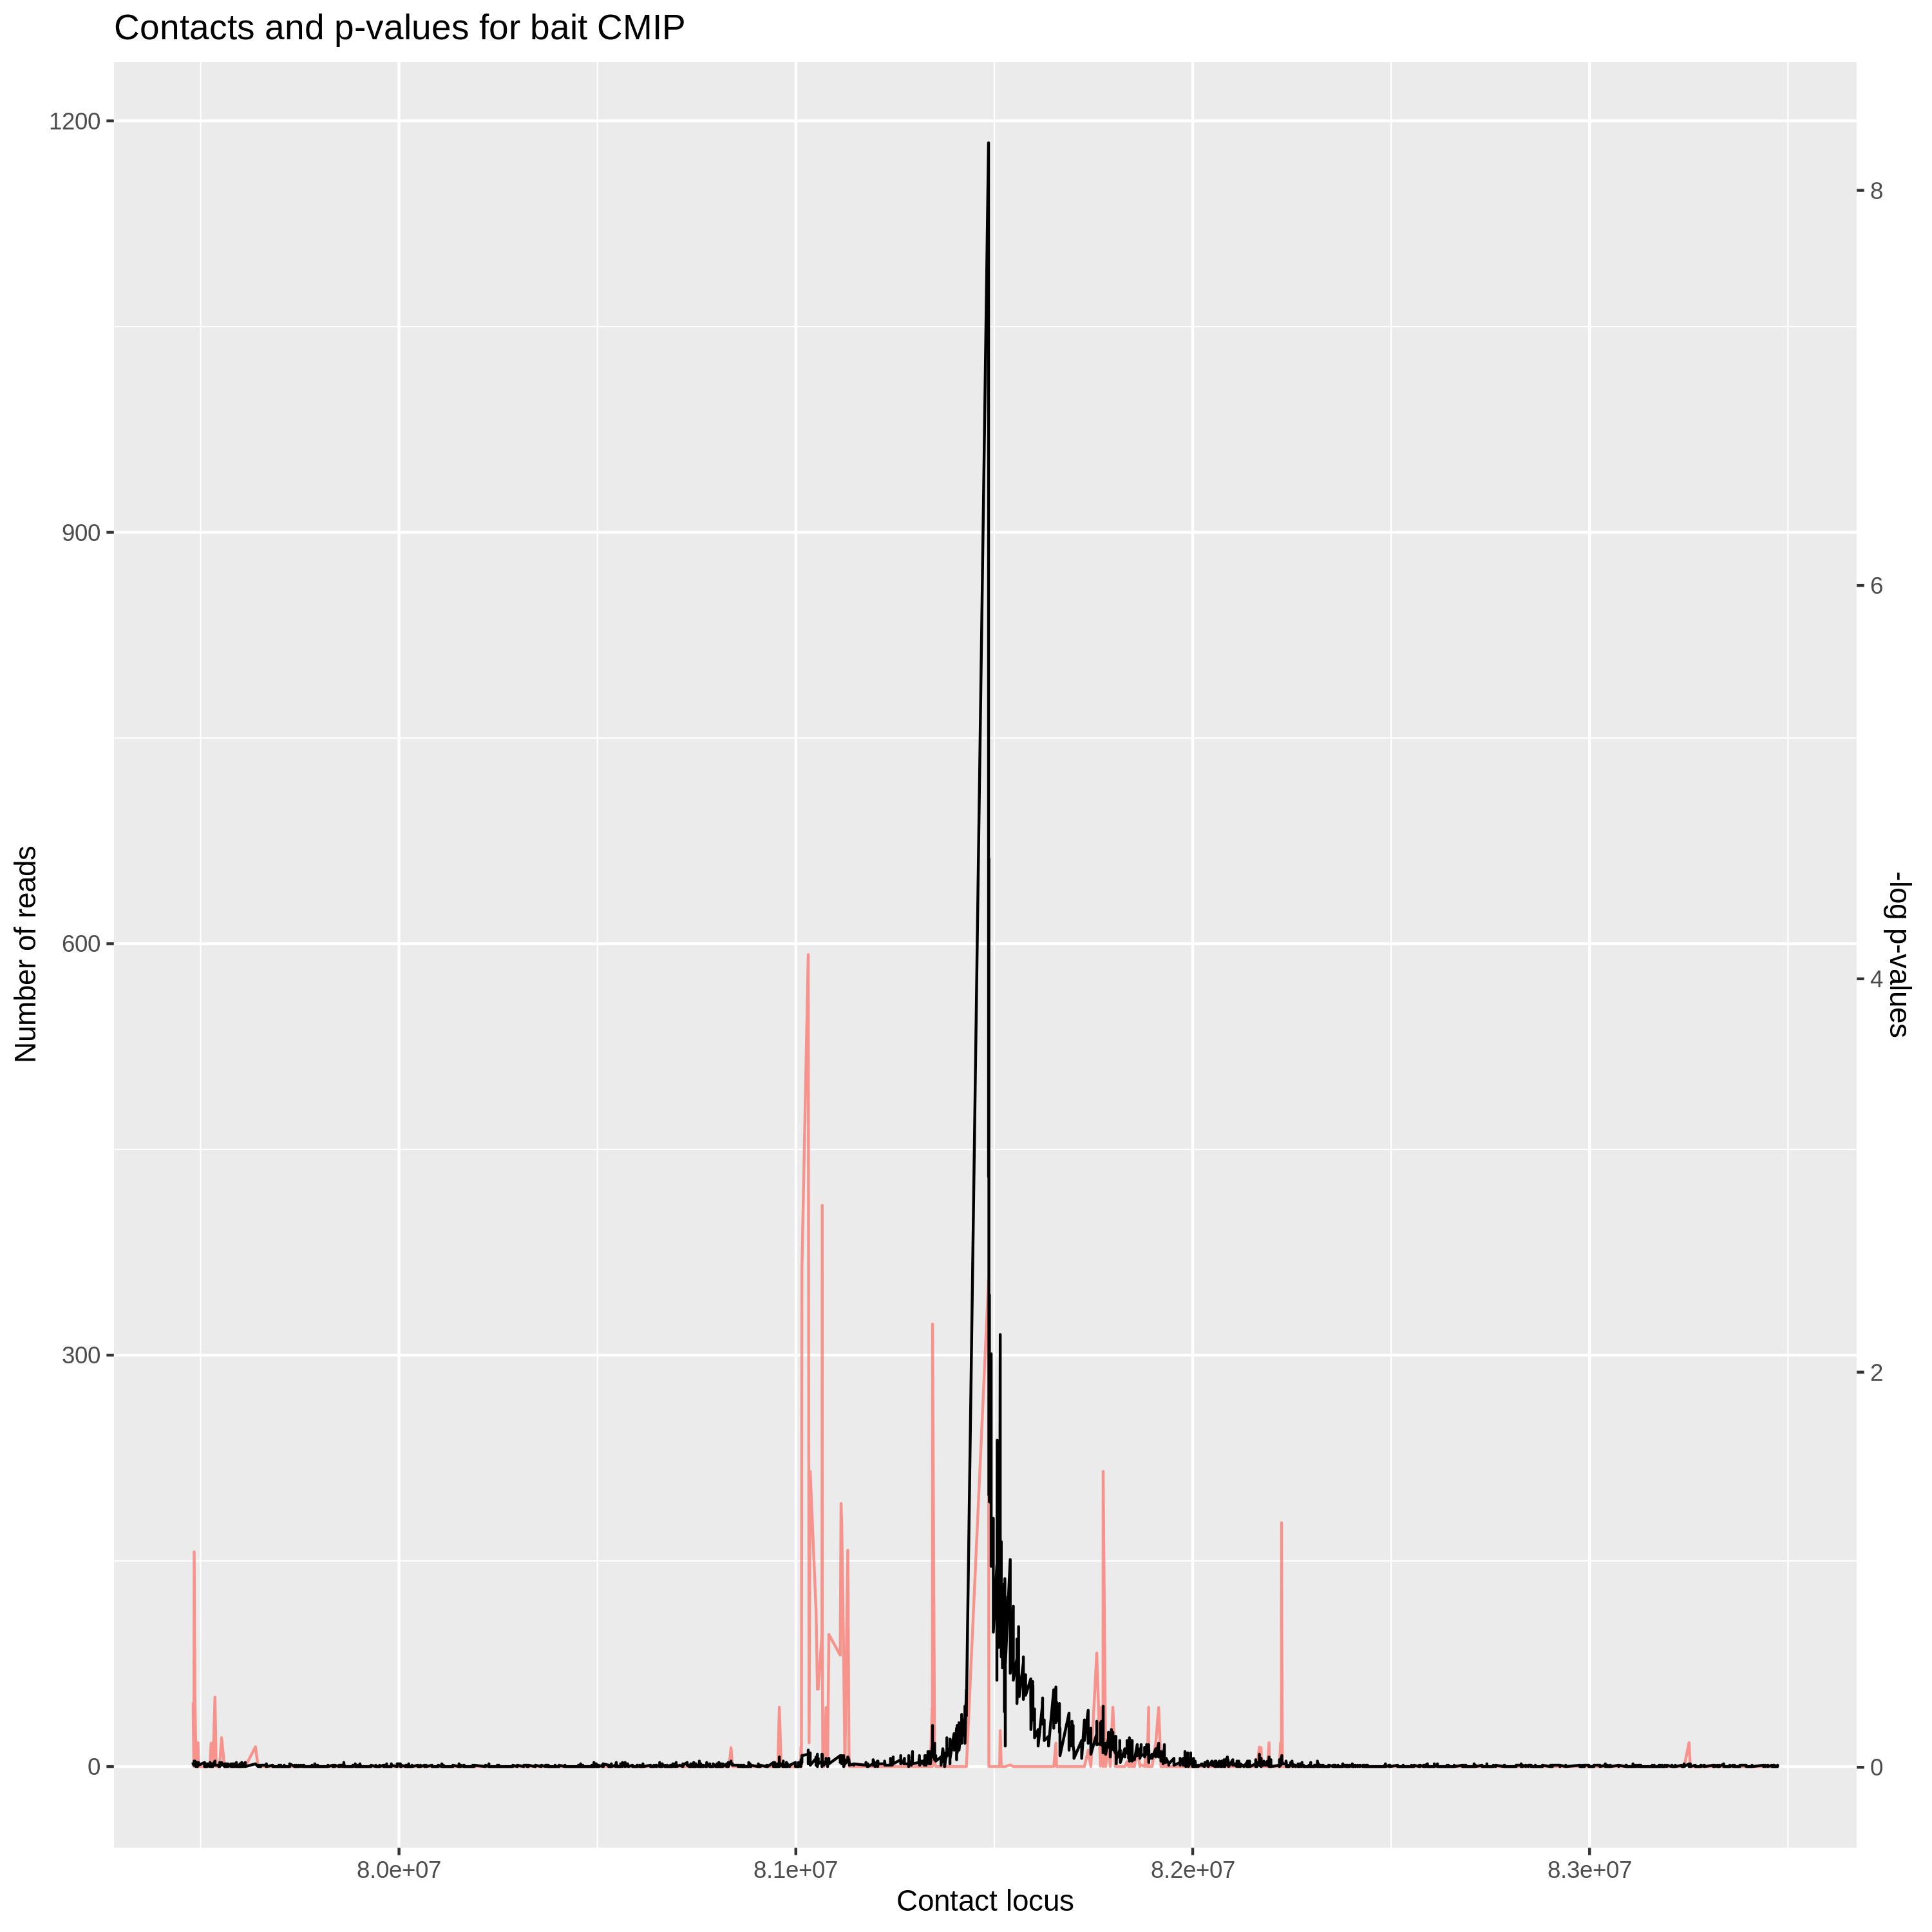 Contacts and p-values for bait CMIP
1200
900
600
300
0
8
6
4
2
0
Number of reads
-log p-values
8.0e+07
8.1e+07
8.2e+07
8.3e+07
Contact locus